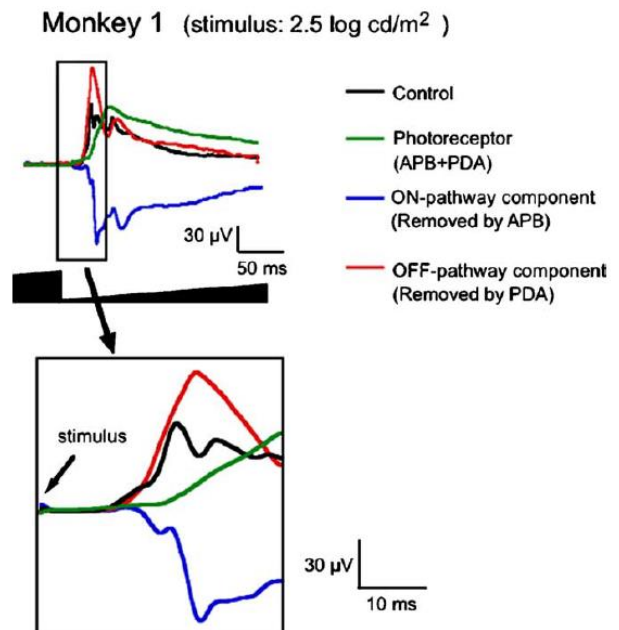 Monkey 1 (stimulus: 2.5 log cd/m² )
Control
Photoreceptor
(APB+PDA)
ON-pathway component
(Removed by APB)
OFF-pathway component
(Removed by PDA)
30 µV
50 ms
stimulus
30 µV
10 ms